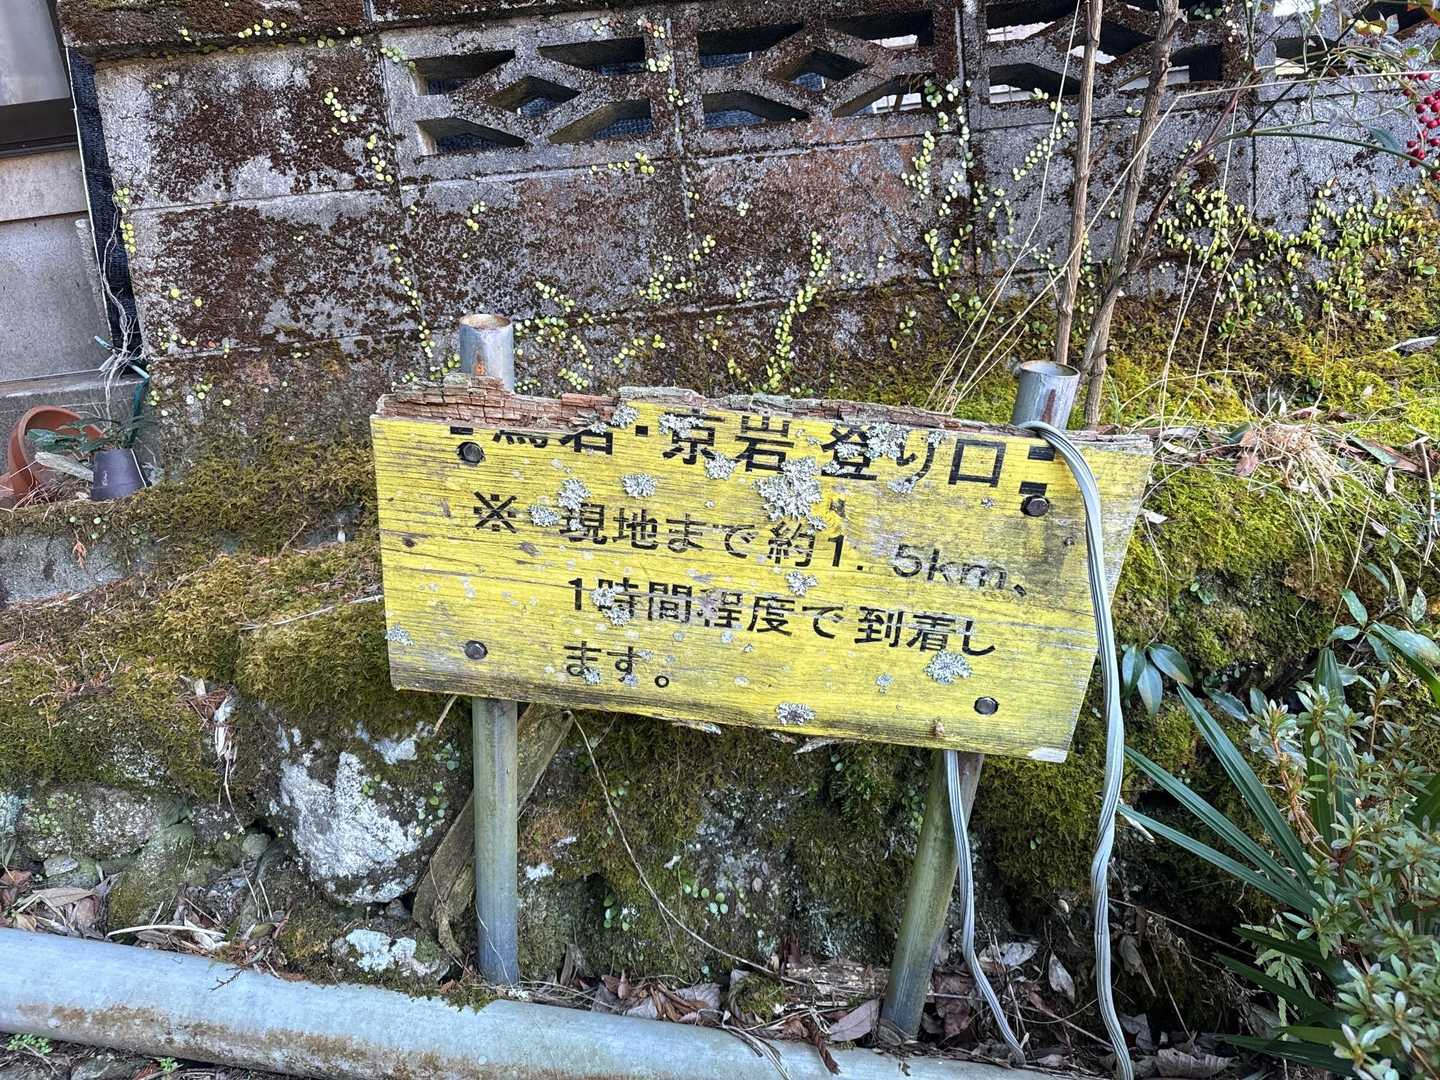 ・京岩 登り口
※ 現地まで約1.5km、
1時間程度で到着し
ます。